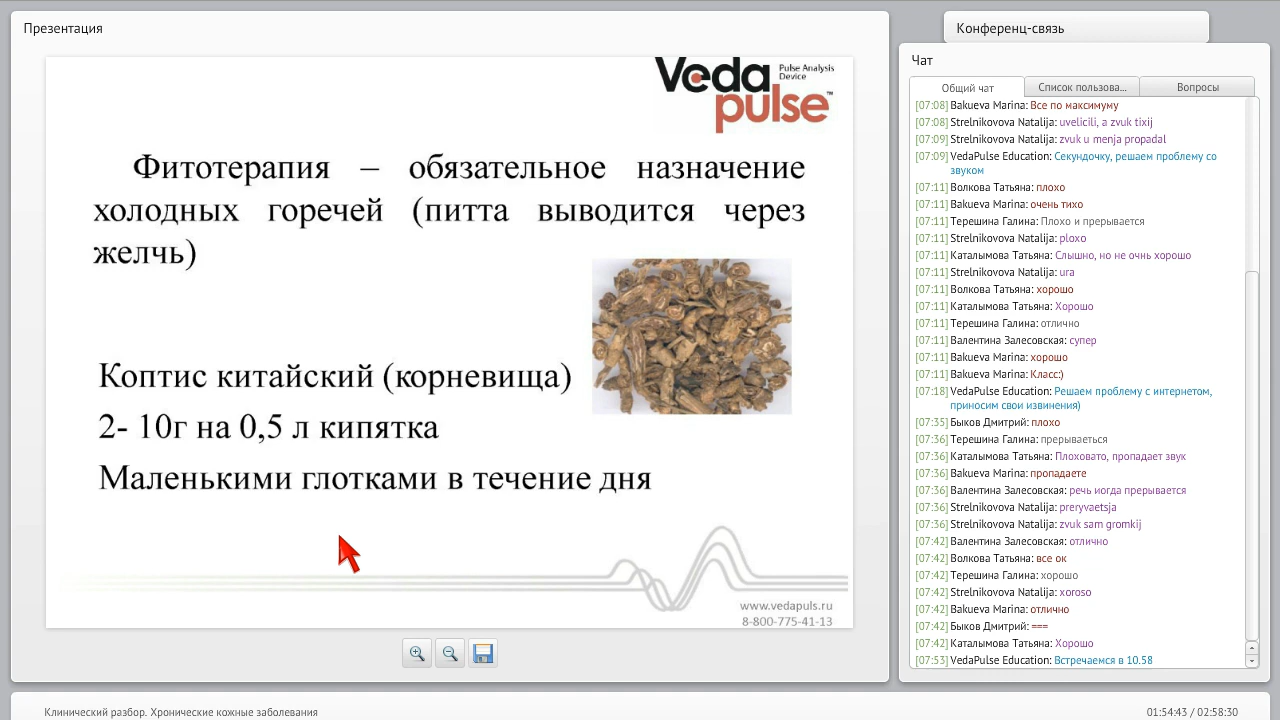 Презентация
Veda
pulse™
Pulse Analysis
Device
Фитотерапия – обязательное назначение
холодных горечей (питта выводится через
желчь)
Коптис китайский (корневища)
2- 10г на 0,5 л кипятка
Маленькими глотками в течение дня
www.vedapuls.ru
8-800-775-41-13
Конференц-связь
Чат
Общий чат
Список пользова...
Вопросы
[07:08] Bakueva Marina: Все по максимуму
[07:08] Strelnikovova Natalija: uvelicili, a zvuk tixij
[07:09] Strelnikovova Natalija: zvuk u menja propadal
[07:09] VedaPulse Education: Секундочку, решаем проблему со
звуком
[07:11] Волкова Татьяна: плохо
[07:11] Bakueva Marina: очень тихо
[07:11] Терешина Галина: Плохо и прерывается
[07:11] Strelnikovova Natalija: ploxo
[07:11] Каталымова Татьяна: Слышно, но не очнь хорошо
[07:11] Strelnikovova Natalija: ura
[07:11] Волкова Татьяна: хорошо
[07:11] Каталымова Татьяна: Хорошо
[07:11] Терешина Галина: отлично
[07:11] Валентина Залесовская: супер
[07:11] Bakueva Marina: хорошо
[07:11] Bakueva Marina: Класс:)
[07:18] VedaPulse Education: Решаем проблему с интернетом,
приносим свои извинения)
[07:35] Быков Дмитрий: плохо
[07:36] Терешина Галина: прерываеться
[07:36] Каталымова Татьяна: Плоховато, пропадает звук
[07:36] Bakueva Marina: пропадаете
[07:36] Валентина Залесовская: речь иогда прерывается
[07:36] Strelnikovova Natalija: preryvaetsja
[07:36] Strelnikovova Natalija: zvuk sam gromkij
[07:42] Валентина Залесовская: отлично
[07:42] Волкова Татьяна: все ок
[07:42] Терешина Галина: хорошо
[07:42] Strelnikovova Natalija: xoroso
[07:42] Bakueva Marina: отлично
[07:42] Быков Дмитрий: ===
[07:42] Каталымова Татьяна: Хорошо
[07:53] VedaPulse Education: Встречаемся в 10.58
Клинический разбор. Хронические кожные заболевания
01:54:43 / 02:58:30